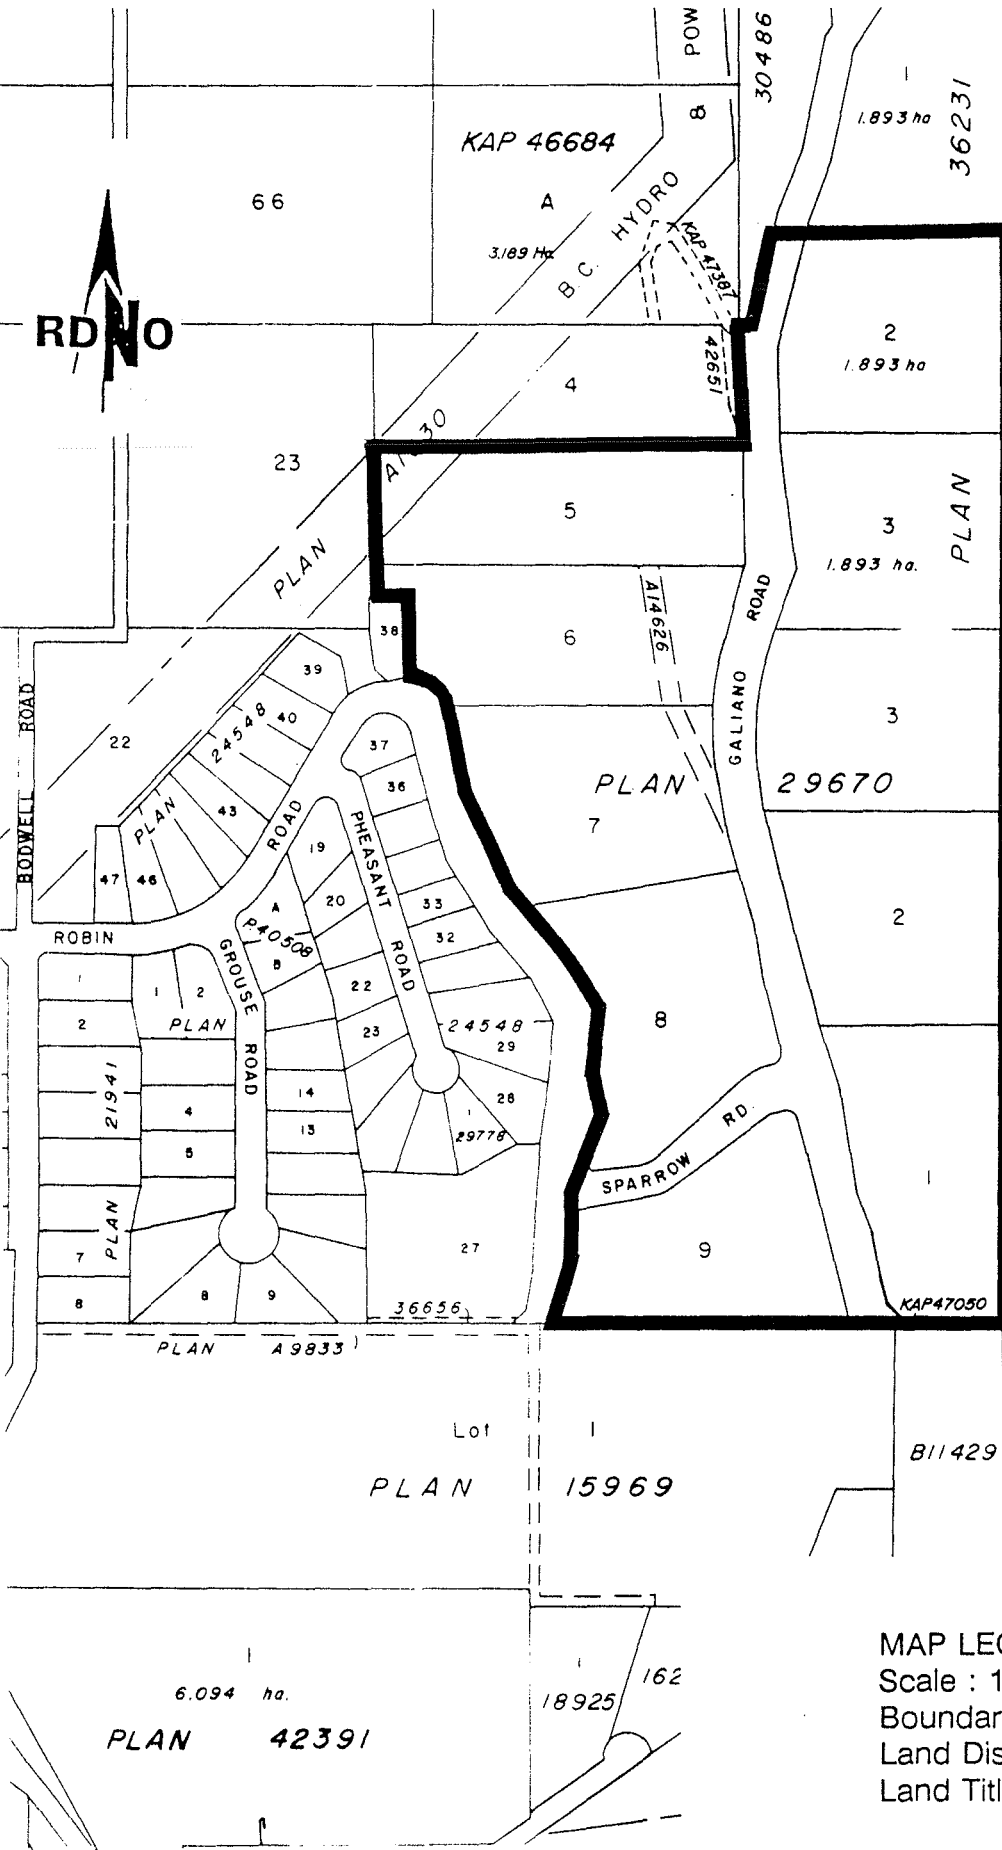 POW
&
30486
1
1.893 ha
36231
KAP 46684
66
A
3.189 Ha
B.C. HYDRO
KAP 47387
RDNO
2
1.893 ha
42651
4
23
A1 30
5
3
1.893 ha.
PLAN
PLAN
A14626
ROAD
6
38
39
GALIANO
3
BODWELL ROAD
22
24548
40
37
PLAN 29670
36
PLAN
43
ROAD
PHEASANT
7
19
47
46
20
A
33
2
ROBIN
P.40508
32
B
GROUSE
ROAD
1
1
2
22
2
PLAN
23
24548
29
8
ROAD
21941
14
28
4
13
1
29778
RD.
5
SPARROW
1
PLAN
7
27
9
8
8
9
36656
KAP47050
PLAN A9833
Lot 1
B11429
PLAN 15969
1
6.094 ha.
1
18925
162
PLAN 42391
MAP LE
Scale : 1
Boundar
Land Dis
Land Titl